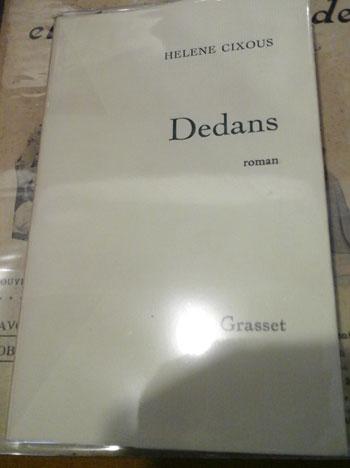 HELENE CIXOUS
Dedans
roman
Grasset